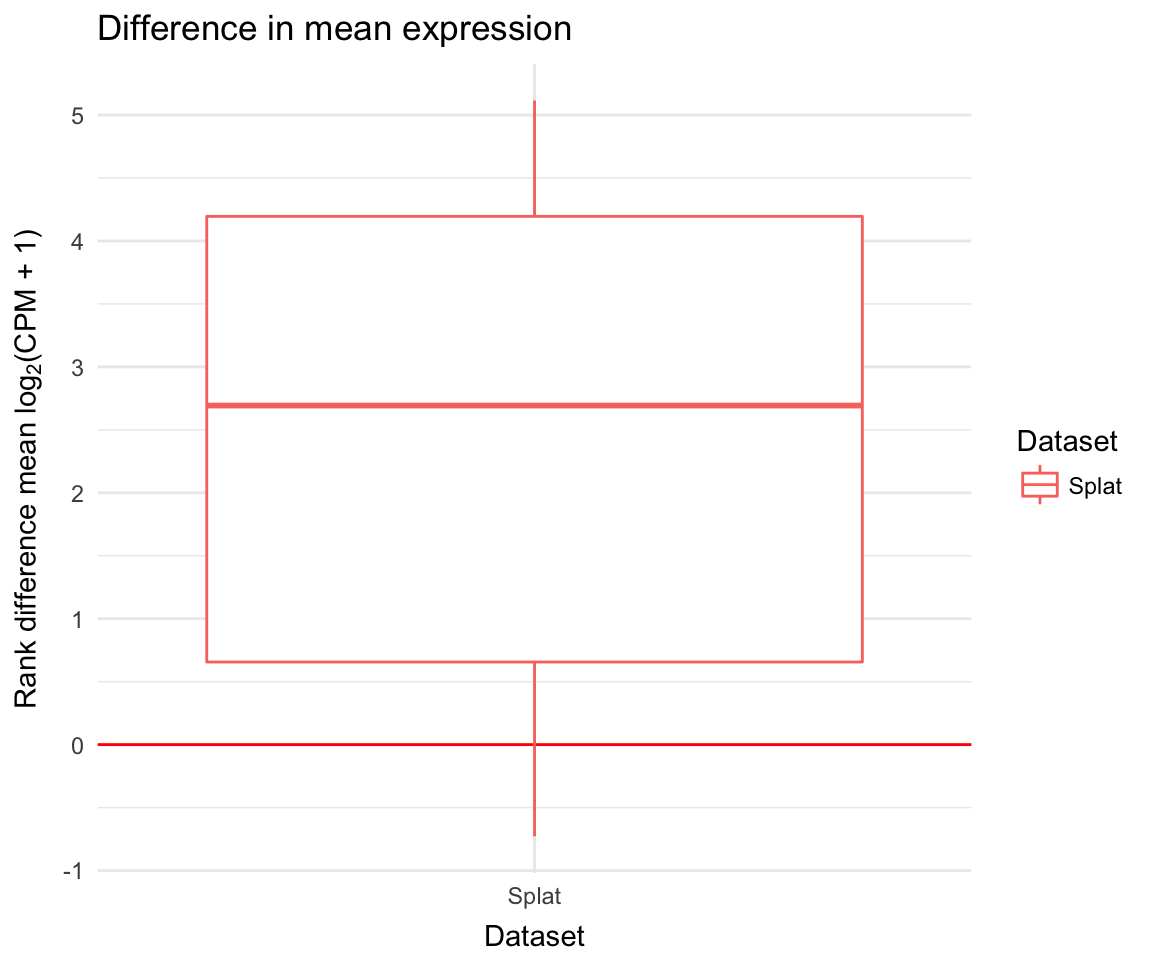 Difference in mean expression
Rank difference mean log₂(CPM + 1)
5
4
3
2
1
0
-1
Splat
Dataset
Dataset
Splat